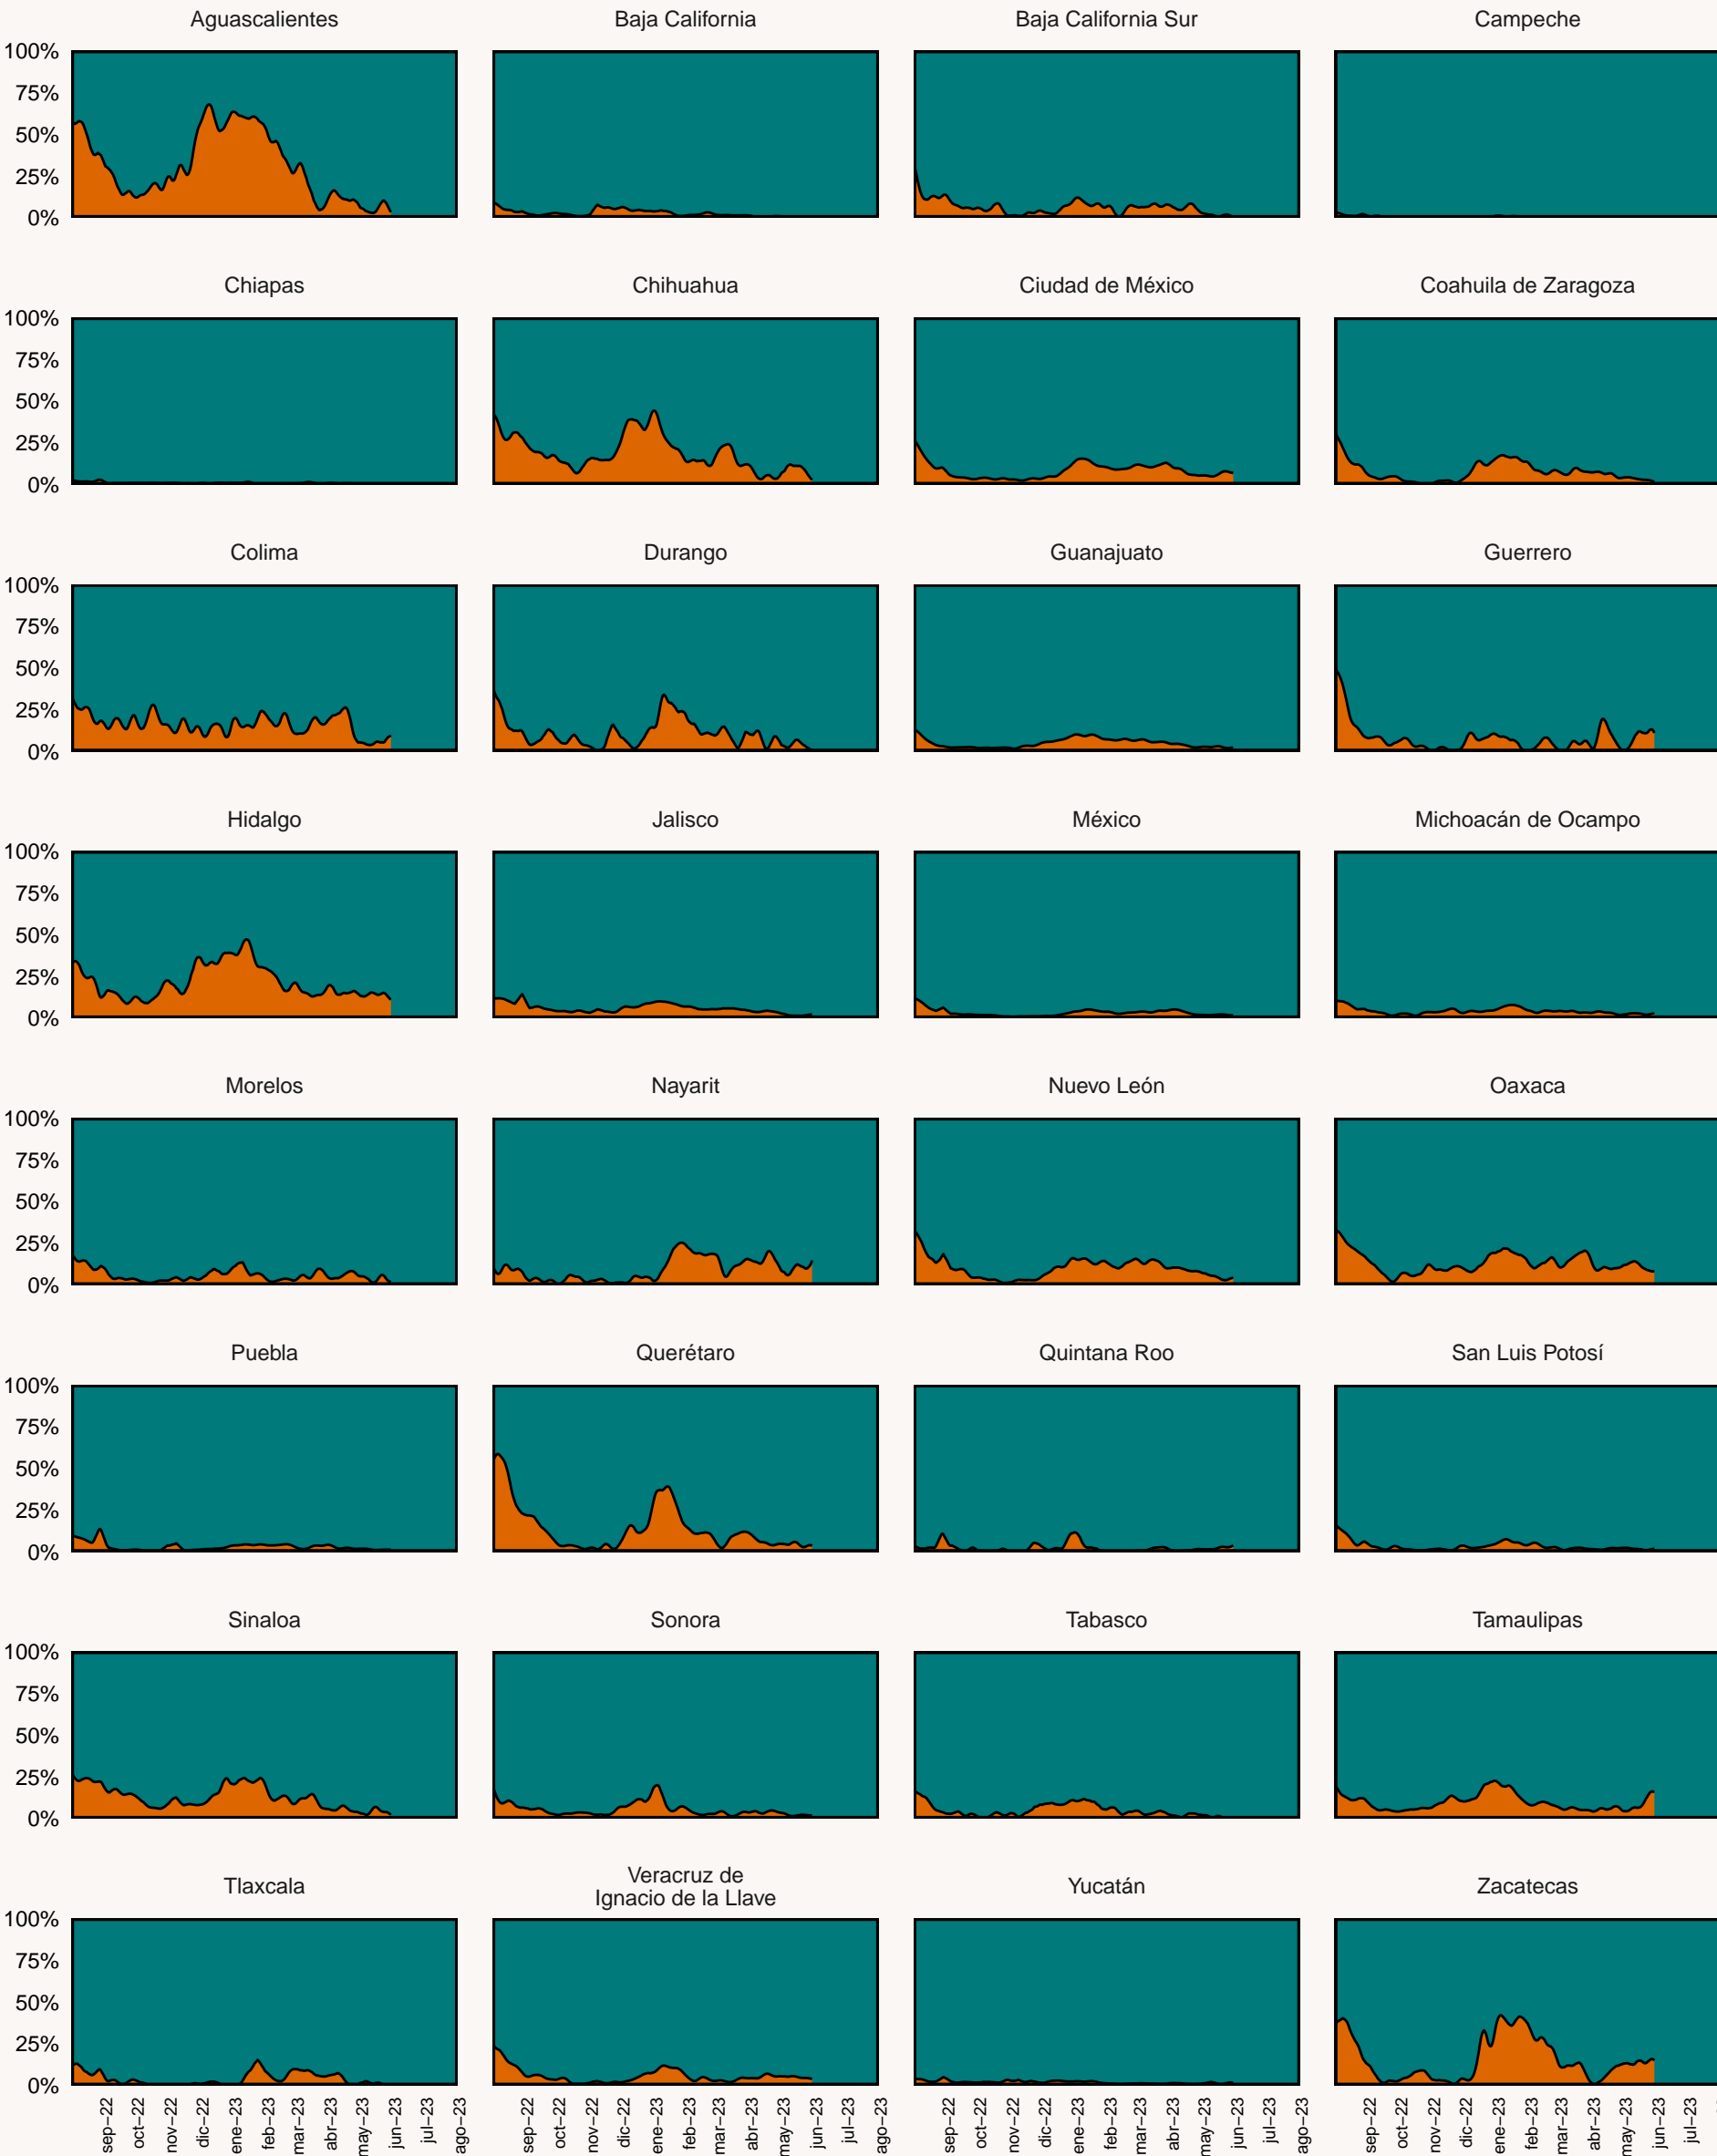 Aguascalientes
Baja California
Baja California Sur
Campeche
100%
75%
50%
25%
0%
Chiapas
Chihuahua
Ciudad de México
Coahuila de Zaragoza
100%
75%
50%
25%
0%
Colima
Durango
Guanajuato
Guerrero
100%
75%
50%
25%
0%
Hidalgo
Jalisco
México
Michoacán de Ocampo
100%
75%
50%
25%
0%
Morelos
Nayarit
Nuevo León
Oaxaca
100%
75%
50%
25%
0%
Puebla
Querétaro
Quintana Roo
San Luis Potosí
100%
75%
50%
25%
0%
Sinaloa
Sonora
Tabasco
Tamaulipas
100%
75%
50%
25%
0%
Tlaxcala
Veracruz de
Ignacio de la Llave
Yucatán
Zacatecas
100%
75%
50%
25%
0%
sep−22
oct−22
nov−22
dic−22
ene−23
feb−23
mar−23
abr−23
may−23
jun−23
jul−23
ago−23
sep−22
oct−22
nov−22
dic−22
ene−23
feb−23
mar−23
abr−23
may−23
jun−23
jul−23
ago−23
sep−22
oct−22
nov−22
dic−22
ene−23
feb−23
mar−23
abr−23
may−23
jun−23
jul−23
ago−23
sep−22
oct−22
nov−22
dic−22
ene−23
feb−23
mar−23
abr−23
may−23
jun−23
jul−23